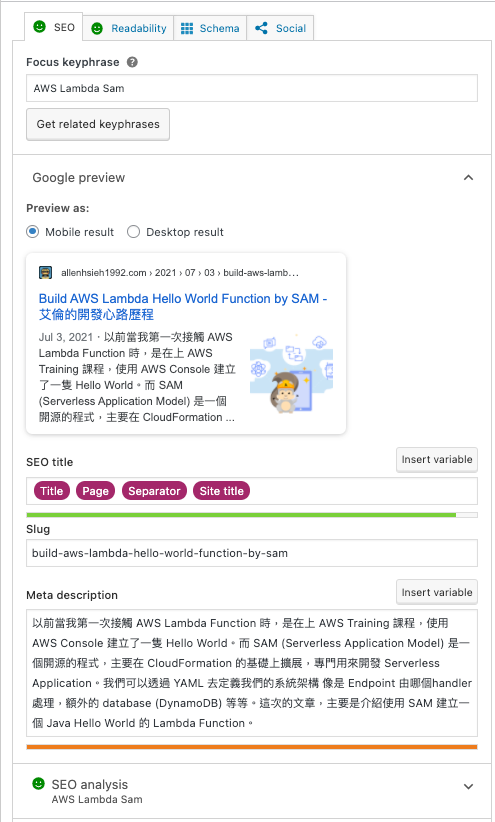 SEO
Readability
Schema
Social
Focus keyphrase ?
AWS Lambda Sam
Get related keyphrases
Google preview
Preview as:
Mobile result
Desktop result
allenhsieh1992.com › 2021 › 07 › 03 › build-aws-lamb…
Build AWS Lambda Hello World Function by SAM -
艾倫的開發心路歷程
Jul 3, 2021 · 以前當我第一次接觸 AWS
Lambda Function 時，是在上 AWS
Training 課程，使用 AWS Console 建立
了一隻 Hello World。而 SAM
(Serverless Application Model) 是一個
開源的程式，主要在 CloudFormation ...
SEO title
Insert variable
Title Page Separator Site title
Slug
build-aws-lambda-hello-world-function-by-sam
Meta description
Insert variable
以前當我第一次接觸 AWS Lambda Function 時，是在上 AWS Training 課程，使用
AWS Console 建立了一隻 Hello World。而 SAM (Serverless Application Model) 是一
個開源的程式，主要在 CloudFormation 的基礎上擴展，專門用來開發 Serverless
Application。我們可以透過 YAML 去定義我們的系統架構 像是 Endpoint 由哪個handler
處理，額外的 database (DynamoDB) 等等。這次的文章，主要是介紹使用 SAM 建立一
個 Java Hello World 的 Lambda Function。
SEO analysis
AWS Lambda Sam